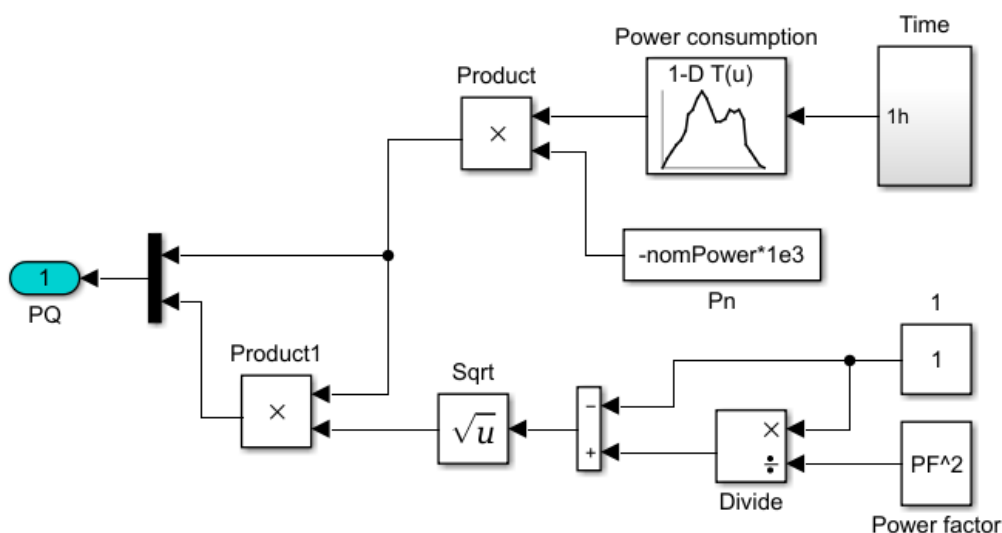 Time
Power consumption
1-D T(u)
1h
Product
×
-nomPower*1e3
Pn
1
PQ
1
1
Product1
×
Sqrt
√u
−
+
×
÷
Divide
PF^2
Power factor